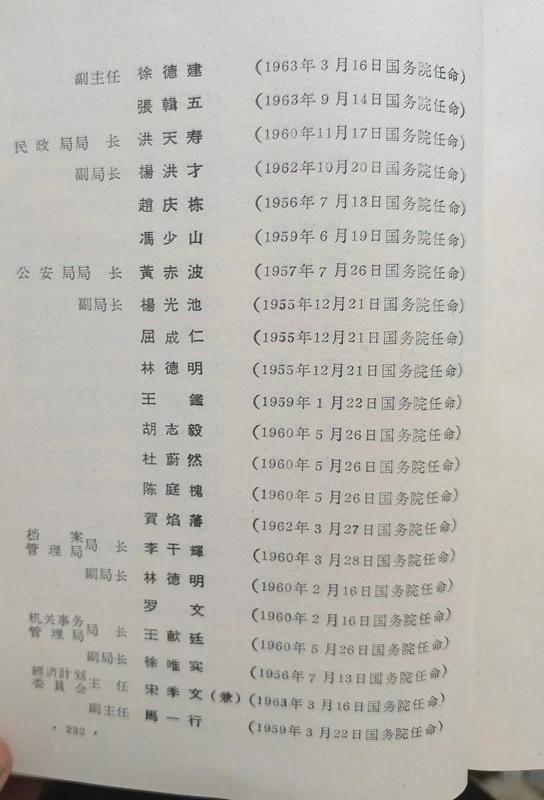 副主任 徐德建 (1963年3月16日国务院任命)
張輯五 (1963年9月14日国务院任命)
民政局局长 洪天寿 (1960年11月17日国务院任命)
副局长 楊洪才 (1962年10月20日国务院任命)
趙庆栋 (1956年7月13日国务院任命)
馮少山 (1959年6月19日国务院任命)
公安局局长 黃赤波 (1957年7月26日国务院任命)
副局长 楊光池 (1955年12月21日国务院任命)
屈成仁 (1955年12月21日国务院任命)
林德明 (1955年12月21日国务院任命)
王鑑 (1959年1月22日国务院任命)
胡志毅 (1960年5月26日国务院任命)
杜蔚然 (1960年5月26日国务院任命)
陈庭槐 (1960年5月26日国务院任命)
賀焰藩 (1962年3月27日国务院任命)
档案管理局局长 李干輝 (1960年3月28日国务院任命)
副局长 林德明 (1960年2月16日国务院任命)
罗文 (1960年2月16日国务院任命)
机关事务管理局局长 王猷廷 (1960年5月26日国务院任命)
副局长 徐唯实 (1956年7月13日国务院任命)
經济計划委員会主任 宋季文(兼) (1963年3月16日国务院任命)
副主任 馬一行 (1959年3月22日国务院任命)
·232·